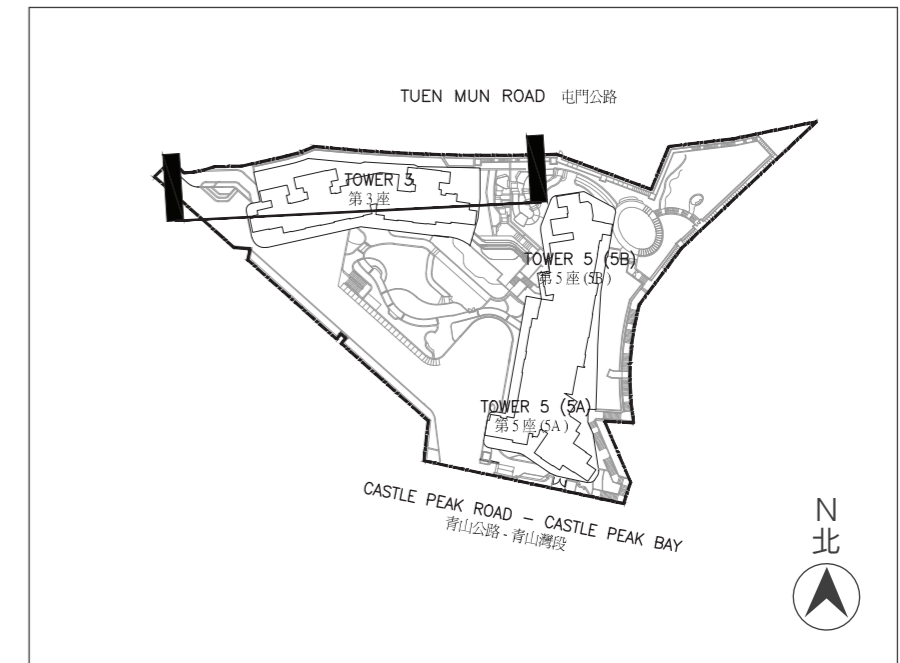 TUEN MUN ROAD 屯門公路
TOWER 3
第 3 座
TOWER 5 (5B)
第 5 座 (5B )
TOWER 5 (5A)
第 5 座 (5A )
CASTLE PEAK ROAD – CASTLE PEAK BAY
青山公路 - 青山灣段
N
北